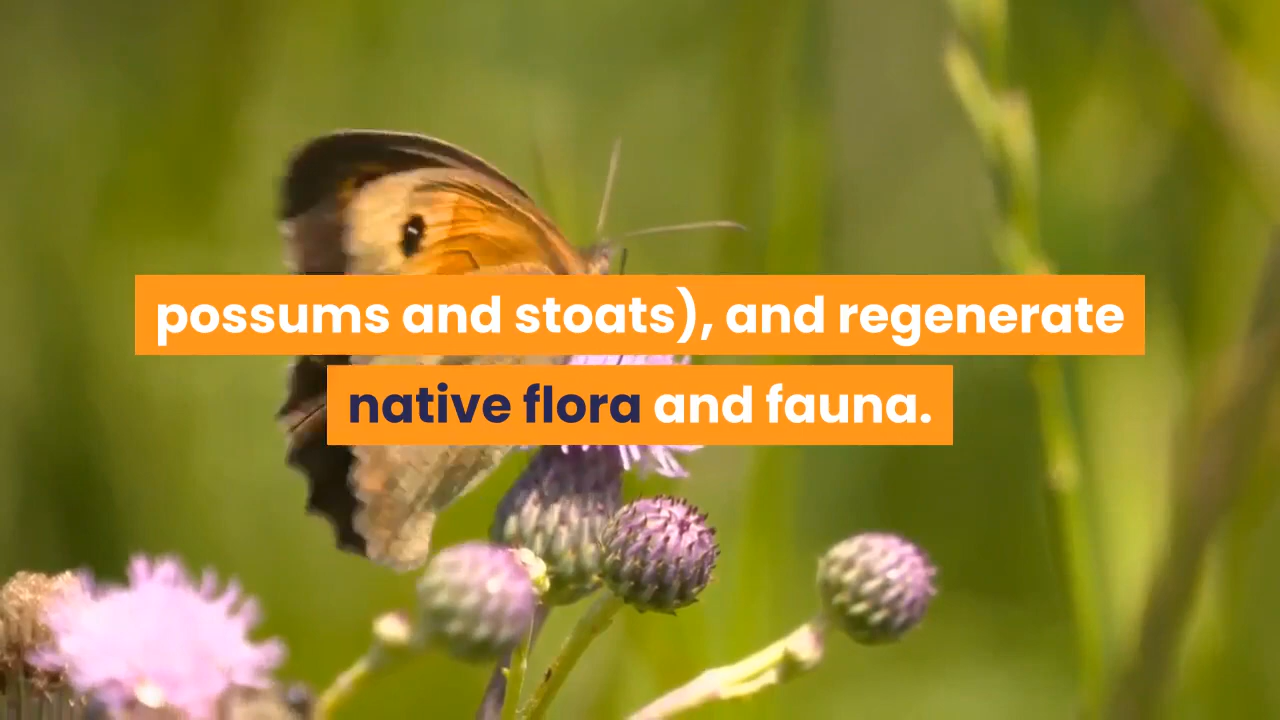 possums and stoats), and regenerate
native flora and fauna.